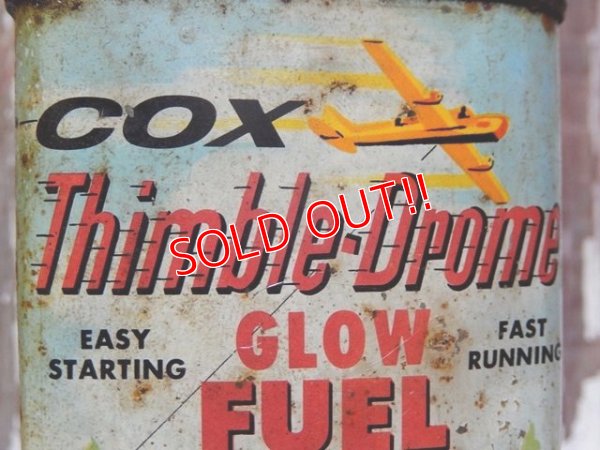 COX
Thimble-Drome
SOLD OUT!!
EASY
STARTING
GLOW
FUEL
FAST
RUNNING